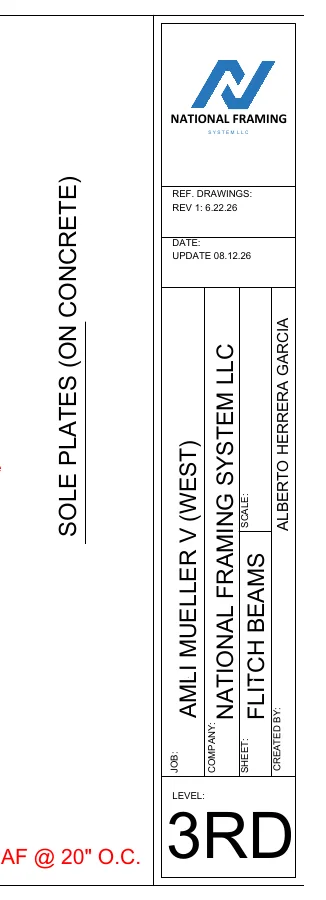 NATIONAL FRAMING
SYSTEM LLC
REF. DRAWINGS:
REV 1: 6.22.26
DATE:
UPDATE 08.12.26
SOLE PLATES (ON CONCRETE)
JOB:
AMLI MUELLER V (WEST)
COMPANY:
NATIONAL FRAMING SYSTEM LLC
SHEET:
FLITCH BEAMS
SCALE:
CREATED BY:
ALBERTO HERRERA GARCIA
LEVEL:
3RD
AF @ 20" O.C.